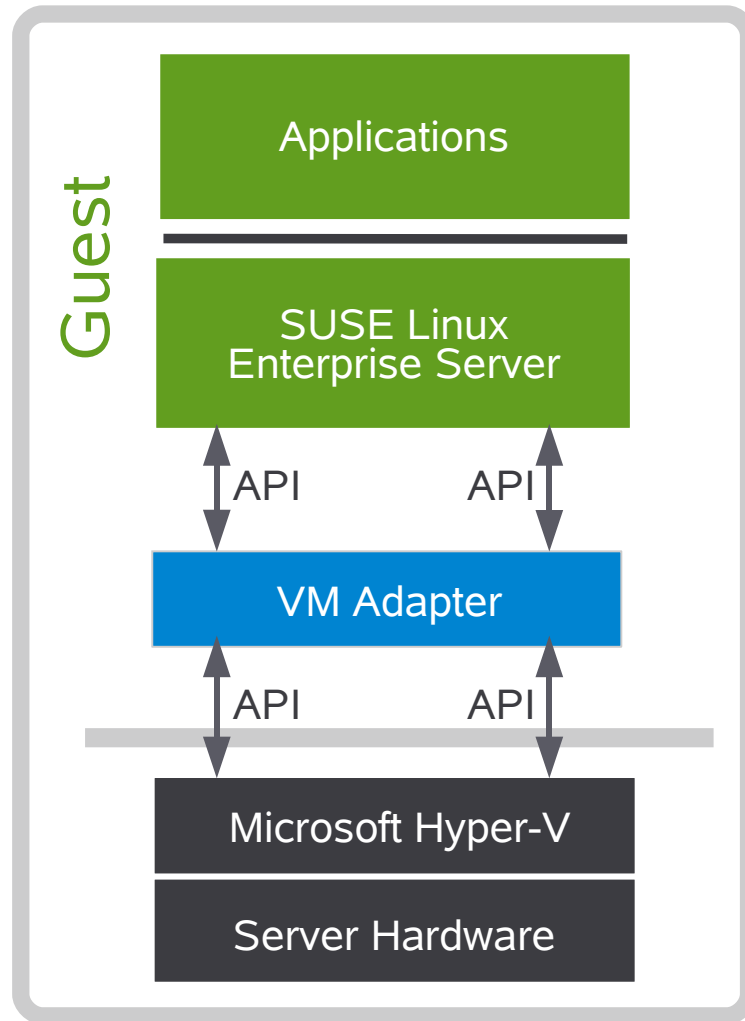 Guest
Applications
SUSE Linux
Enterprise Server
API
API
VM Adapter
API
API
Microsoft Hyper-V
Server Hardware